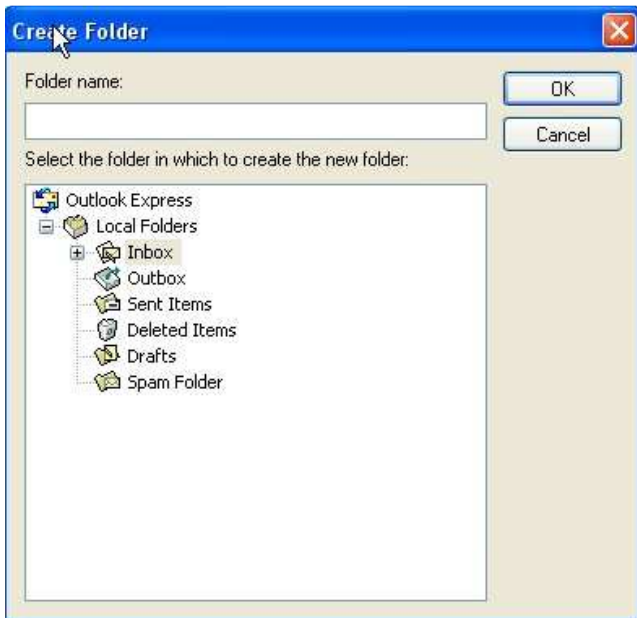 Create Folder
Folder name:
OK
Cancel
Select the folder in which to create the new folder:
Outlook Express
Local Folders
Inbox
Outbox
Sent Items
Deleted Items
Drafts
Spam Folder